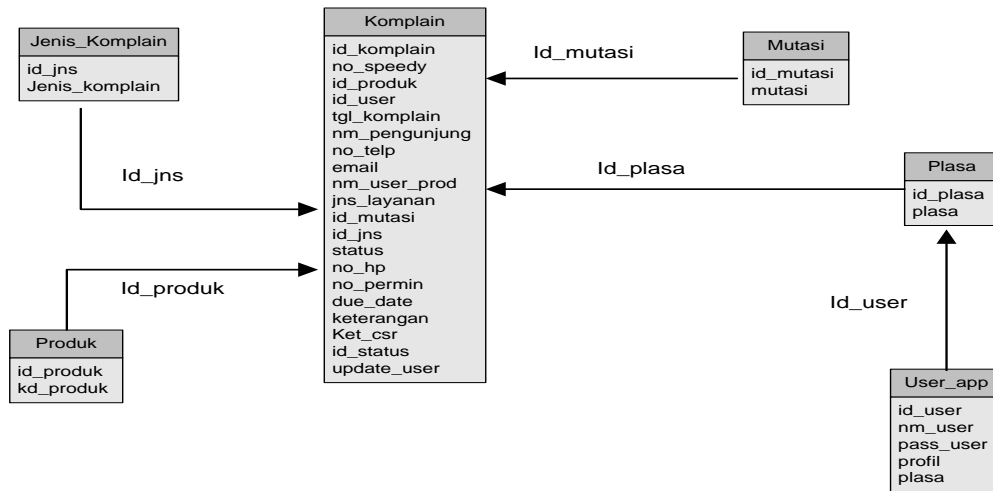 Komplain
id_komplain
no_speedy
id_produk
id_user
tgl_komplain
nm_pengunjung
no_telp
email
nm_user_prod
jns_layanan
id_mutasi
id_jns
status
no_hp
no_permin
due_date
keterangan
Ket_csr
id_status
update_user
Jenis_Komplain
id_jns
Jenis_komplain
Id_jns
Id_produk
Produk
id_produk
kd_produk
Id_mutasi
Mutasi
id_mutasi
mutasi
Id_plasa
Plasa
id_plasa
plasa
Id_user
User_app
id_user
nm_user
pass_user
profil
plasa